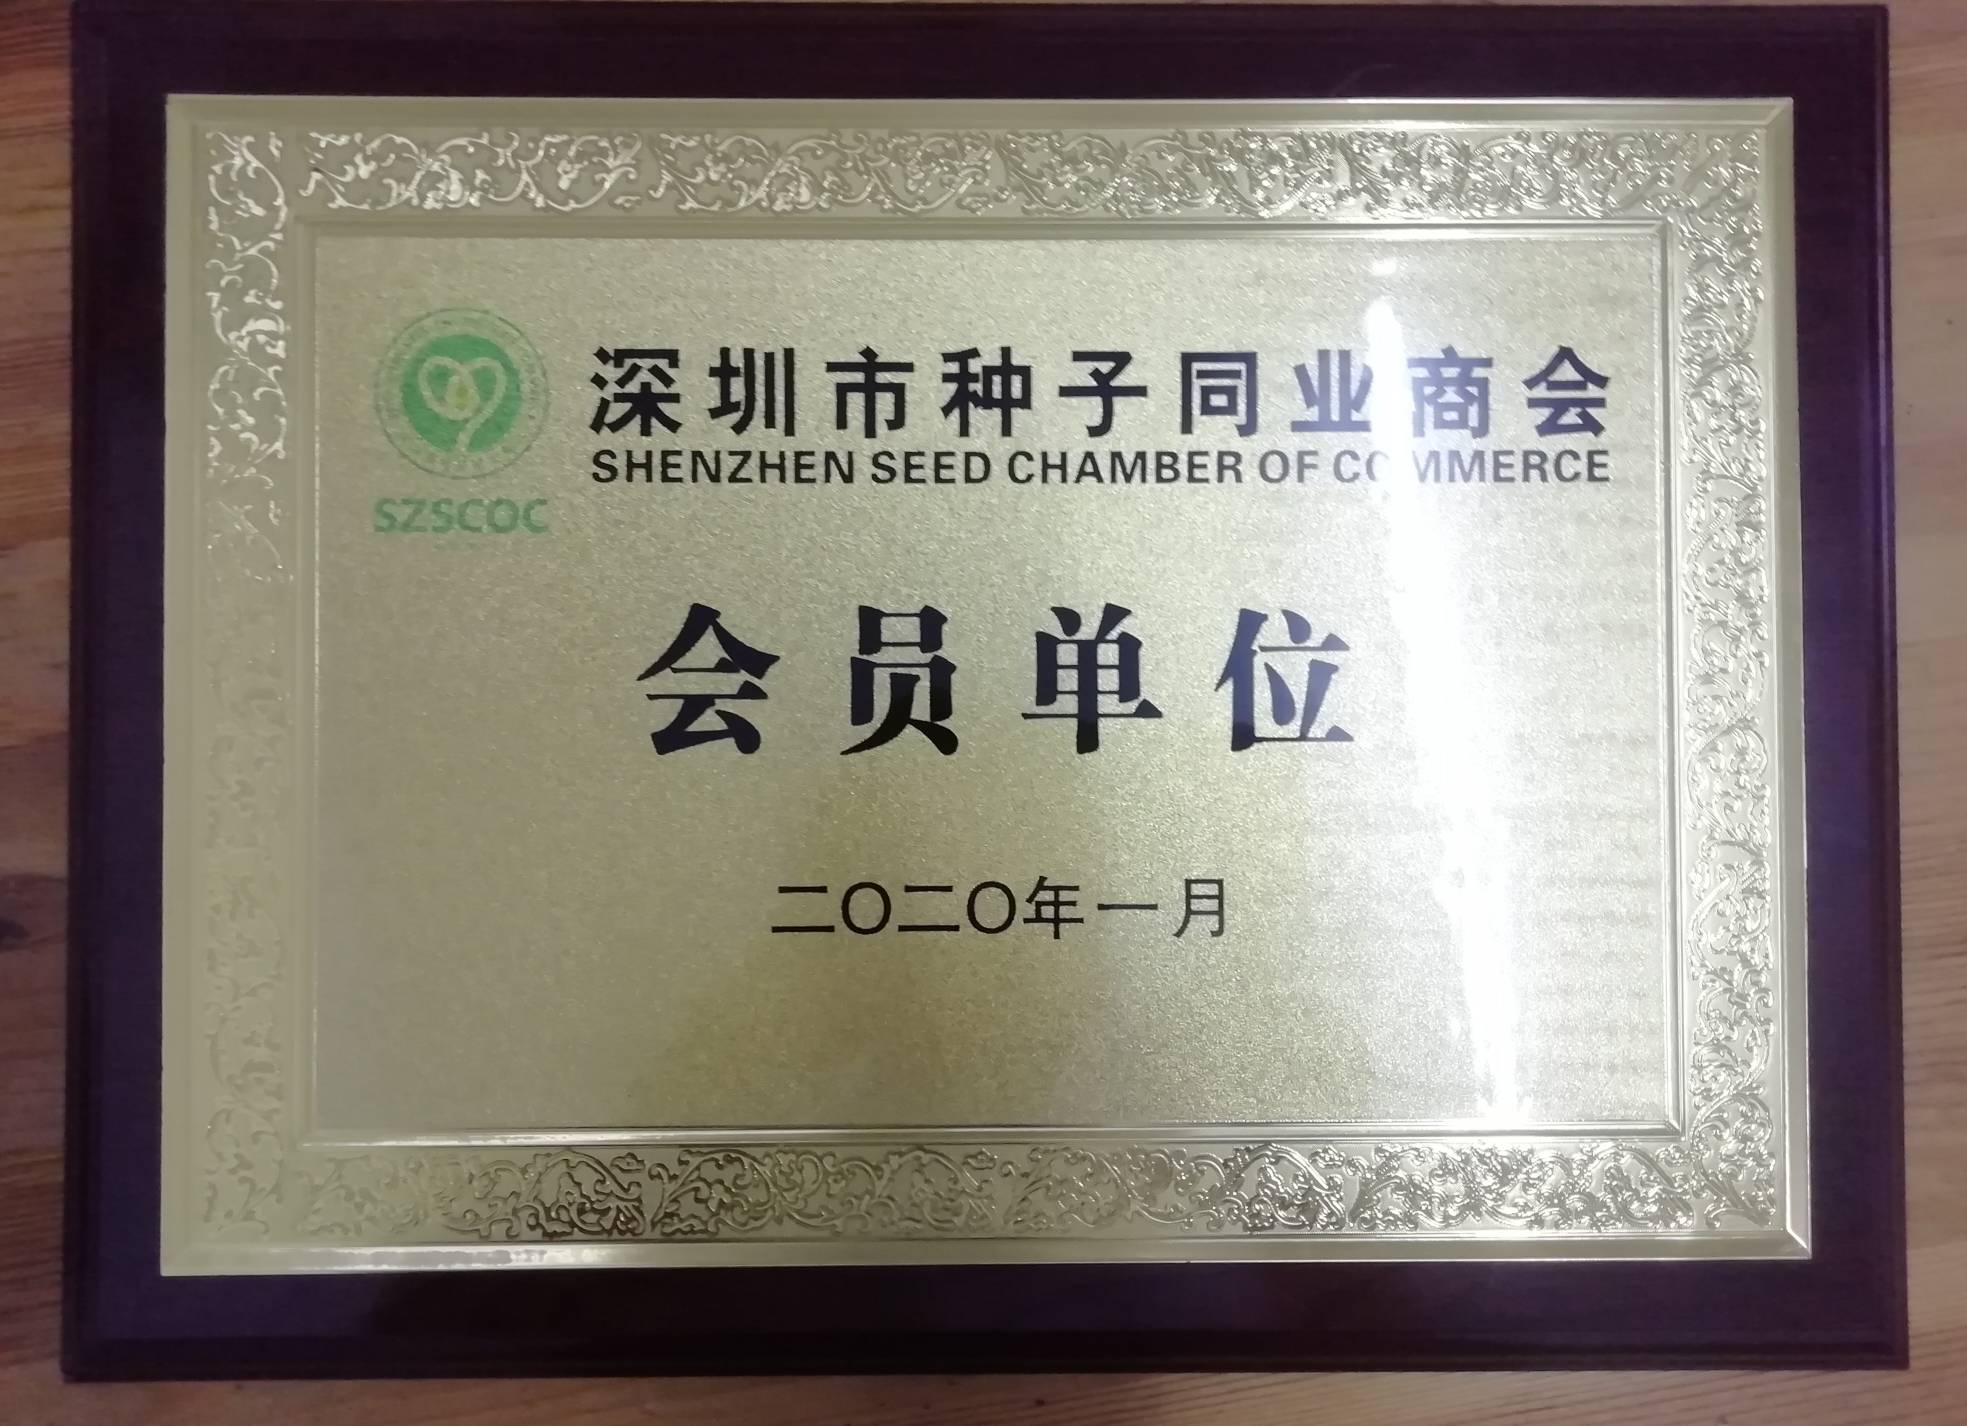 深圳市种子同业商会
SHENZHEN SEED CHAMBER OF COMMERCE
SZSCOC
会员单位
二〇二〇年一月